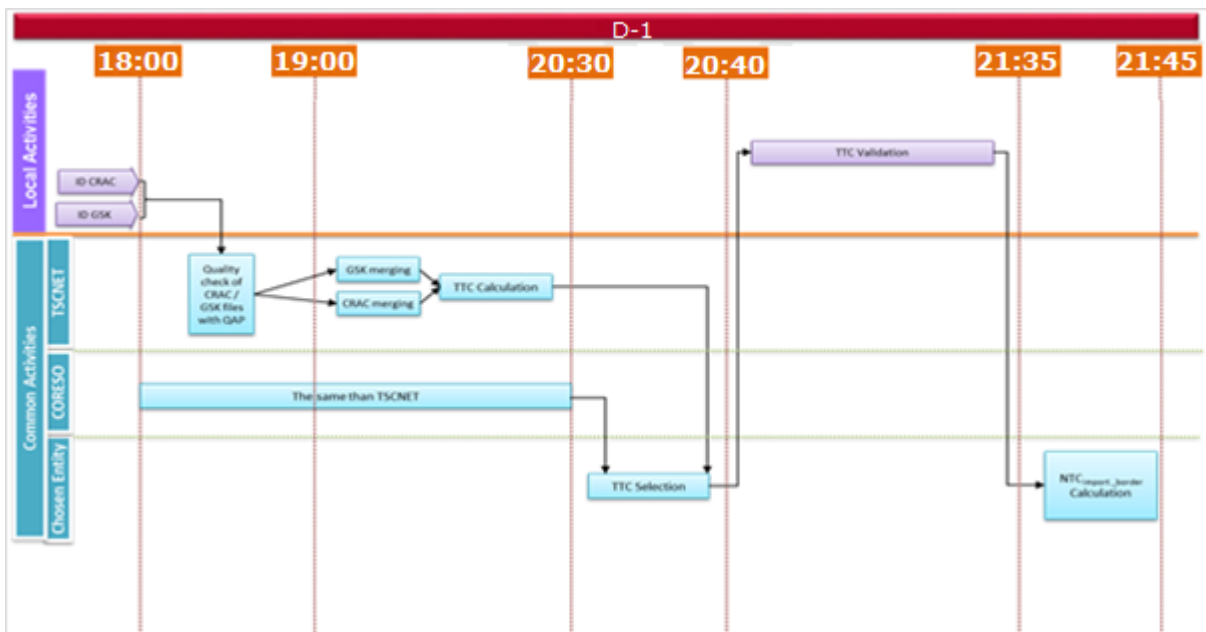 D-1
18:00
19:00
20:30
20:40
21:35
21:45
Local Activities
ID CRAC
ID GSK
TTC Validation
Common Activities
TSCNET
Quality
check of
CRAC /
GSK files
with QAP
GSK merging
CRAC merging
TTC Calculation
CORESO
The same than TSCNET
Chosen Entity
TTC Selection
NTCimport_border
Calculation